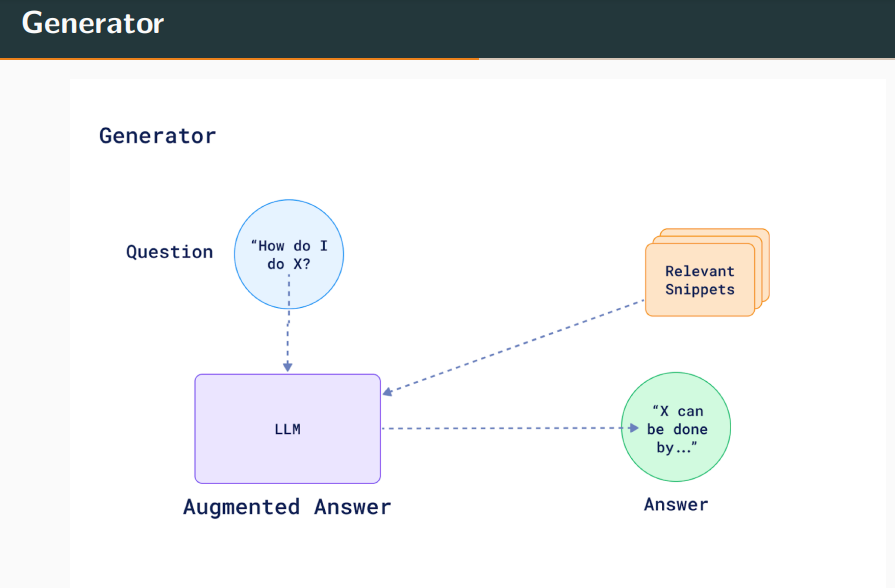 Generator
Generator
Question
“How do I
do X?
Relevant
Snippets
LLM
“X can
be done
by...”
Augmented Answer
Answer